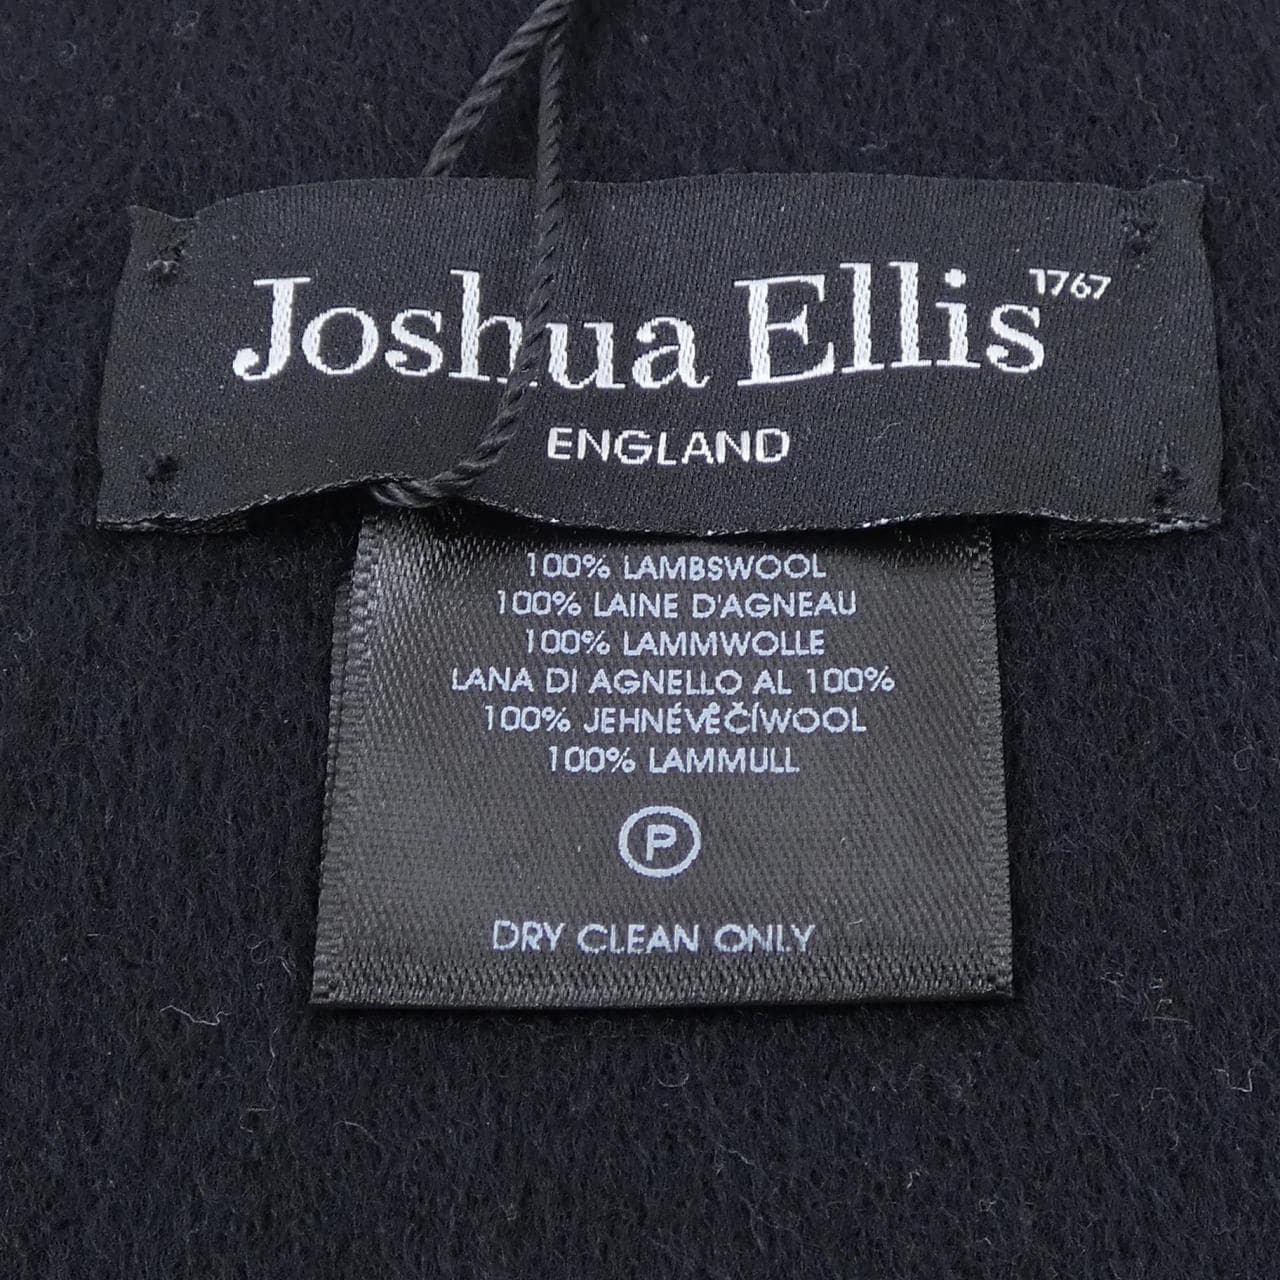 Joshua Ellis 1767
ENGLAND
100% LAMBSWOOL
100% LAINE D'AGNEAU
100% LAMMWOLLE
LANA DI AGNELLO AL 100%
100% JEHNÉVĚČÍWOOL
100% LAMMULL
P
DRY CLEAN ONLY